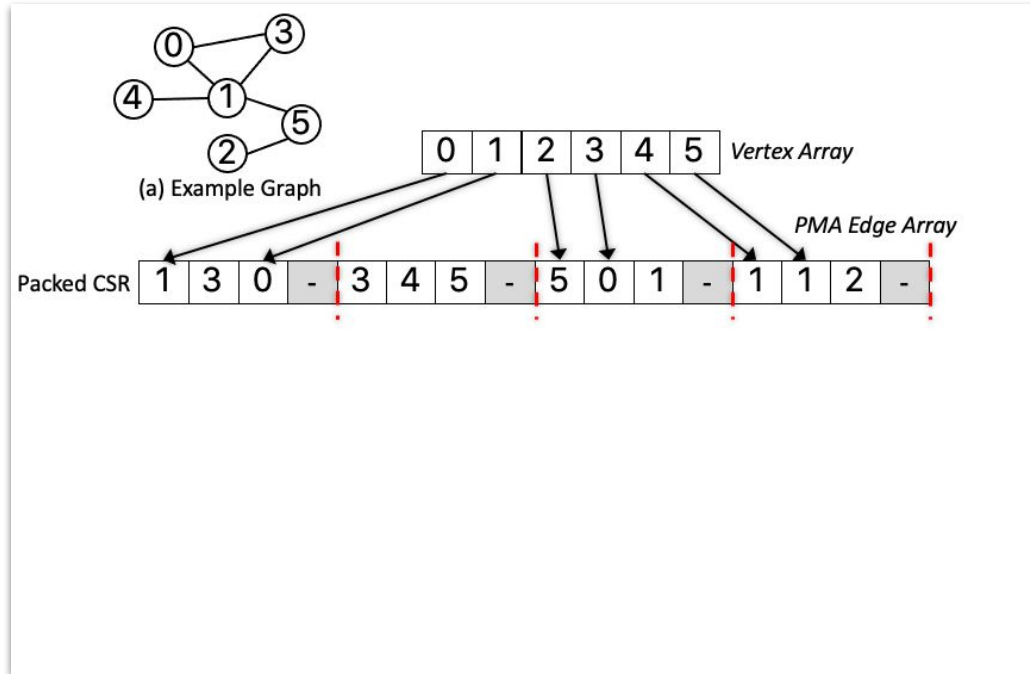 0 3
4 1
5
2
(a) Example Graph
0 1 2 3 4 5 Vertex Array
PMA Edge Array
Packed CSR 1 3 0 - 3 4 5 - 5 0 1 - 1 1 2 -